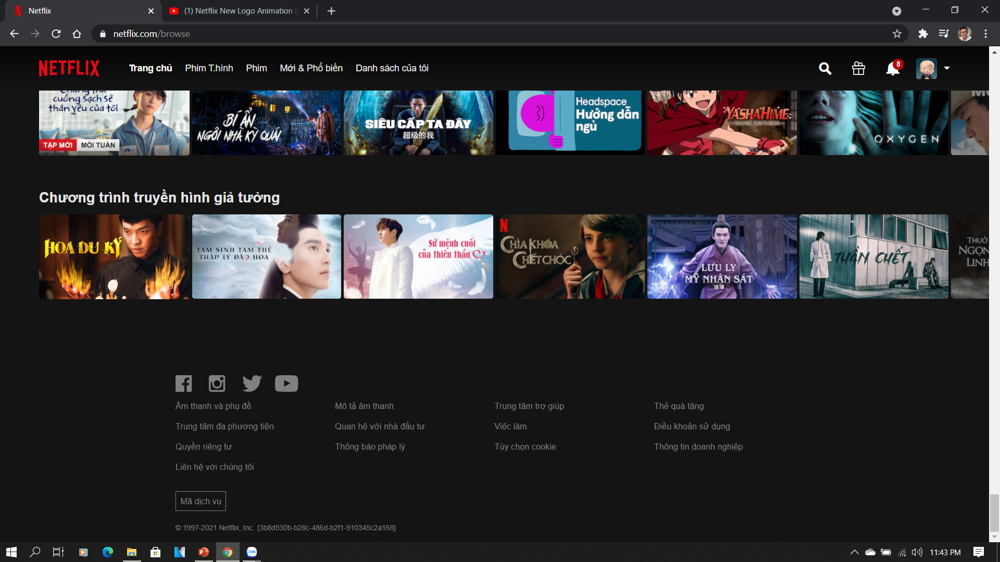 Netflix
(1) Netflix New Logo Animation I
netflix.com/browse
NETFLIX
Trang chủ
Phim T.hình
Phim
Mới & Phổ biến
Danh sách của tôi
8
cuồng sạch sẽ
thân yêu của tôi
TẬP MỚI
MỖI TUẦN
BÍ ẨN
NGÔI NHÀ KỲ QUÁI
SIÊU CẤP TA ĐÂY
超级的我
Headspace
Hướng dẫn
ngủ
YASHAHIME
OXYGEN
Chương trình truyền hình giả tưởng
HOA DU KÝ
TAM SINH TAM THẾ
THẬP LÝ ĐÀO HOA
Sứ mệnh cuối
của thiên thần
N
CHÌA KHÓA
CHẾT CHÓC
LƯU LY
MỸ NHÂN SÁT
琉璃
THẦN CHẾT
THUỞ
NGỌN
LINH
Âm thanh và phụ đề
Mô tả âm thanh
Trung tâm trợ giúp
Thẻ quà tặng
Trung tâm đa phương tiện
Quan hệ với nhà đầu tư
Việc làm
Điều khoản sử dụng
Quyền riêng tư
Thông báo pháp lý
Tùy chọn cookie
Thông tin doanh nghiệp
Liên hệ với chúng tôi
Mã dịch vụ
© 1997-2021 Netflix, Inc. {3b8d530b-b28c-486d-b2f1-910345c2a168}
Zalo
11:43 PM